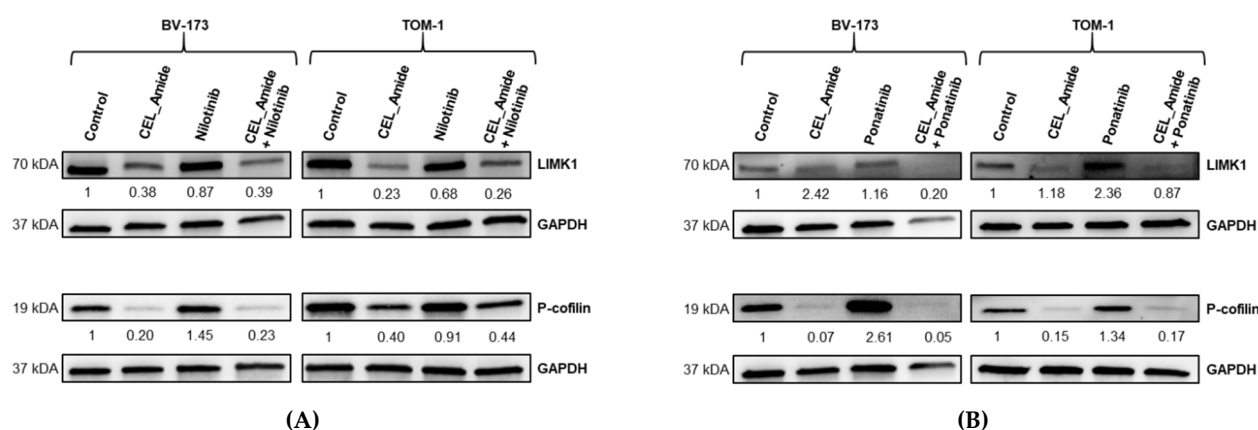 BV-173 TOM-1
Control CEL_Amide Nilotinib CEL_Amide + Nilotinib Control CEL_Amide Nilotinib CEL_Amide + Nilotinib
70 kDA LIMK1
1 0.38 0.87 0.39 1 0.23 0.68 0.26
37 kDA GAPDH
19 kDA P-cofilin
1 0.20 1.45 0.23 1 0.40 0.91 0.44
37 kDA GAPDH
(A)
BV-173 TOM-1
Control CEL_Amide Ponatinib CEL_Amide + Ponatinib Control CEL_Amide Ponatinib CEL_Amide + Ponatinib
70 kDA LIMK1
1 2.42 1.16 0.20 1 1.18 2.36 0.87
37 kDA GAPDH
19 kDA P-cofilin
1 0.07 2.61 0.05 1 0.15 1.34 0.17
37 kDA GAPDH
(B)